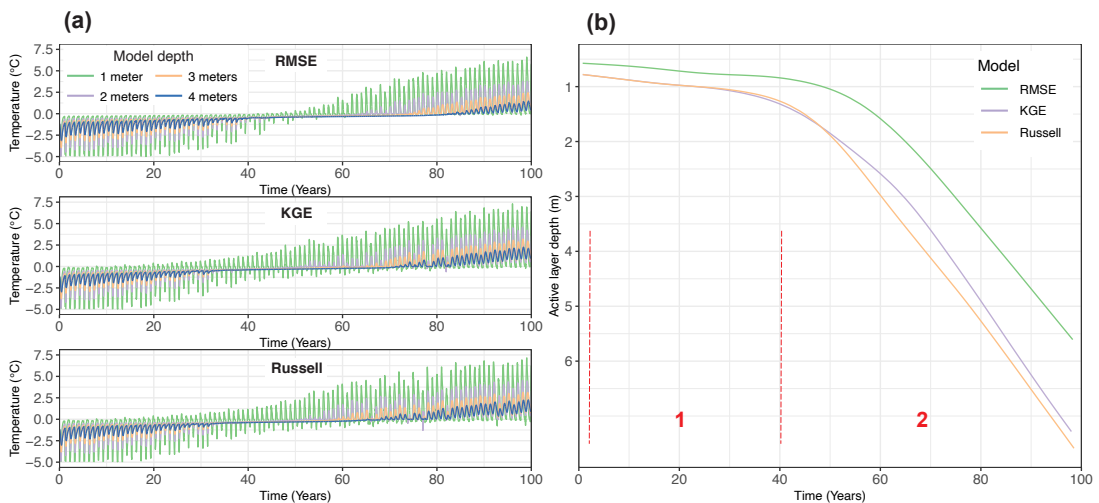 (a)
7.5
5.0
2.5
0.0
−2.5
−5.0
Temperature (°C)
Model depth
1 meter
3 meters
2 meters
4 meters
RMSE
0
20
40
60
80
100
Time (Years)
7.5
5.0
2.5
0.0
−2.5
−5.0
Temperature (°C)
KGE
0
20
40
60
80
100
Time (Years)
7.5
5.0
2.5
0.0
−2.5
−5.0
Temperature (°C)
Russell
0
20
40
60
80
100
Time (Years)
(b)
Active layer depth (m)
1
2
3
4
5
6
Model
RMSE
KGE
Russell
1
2
0
20
40
60
80
100
Time (Years)